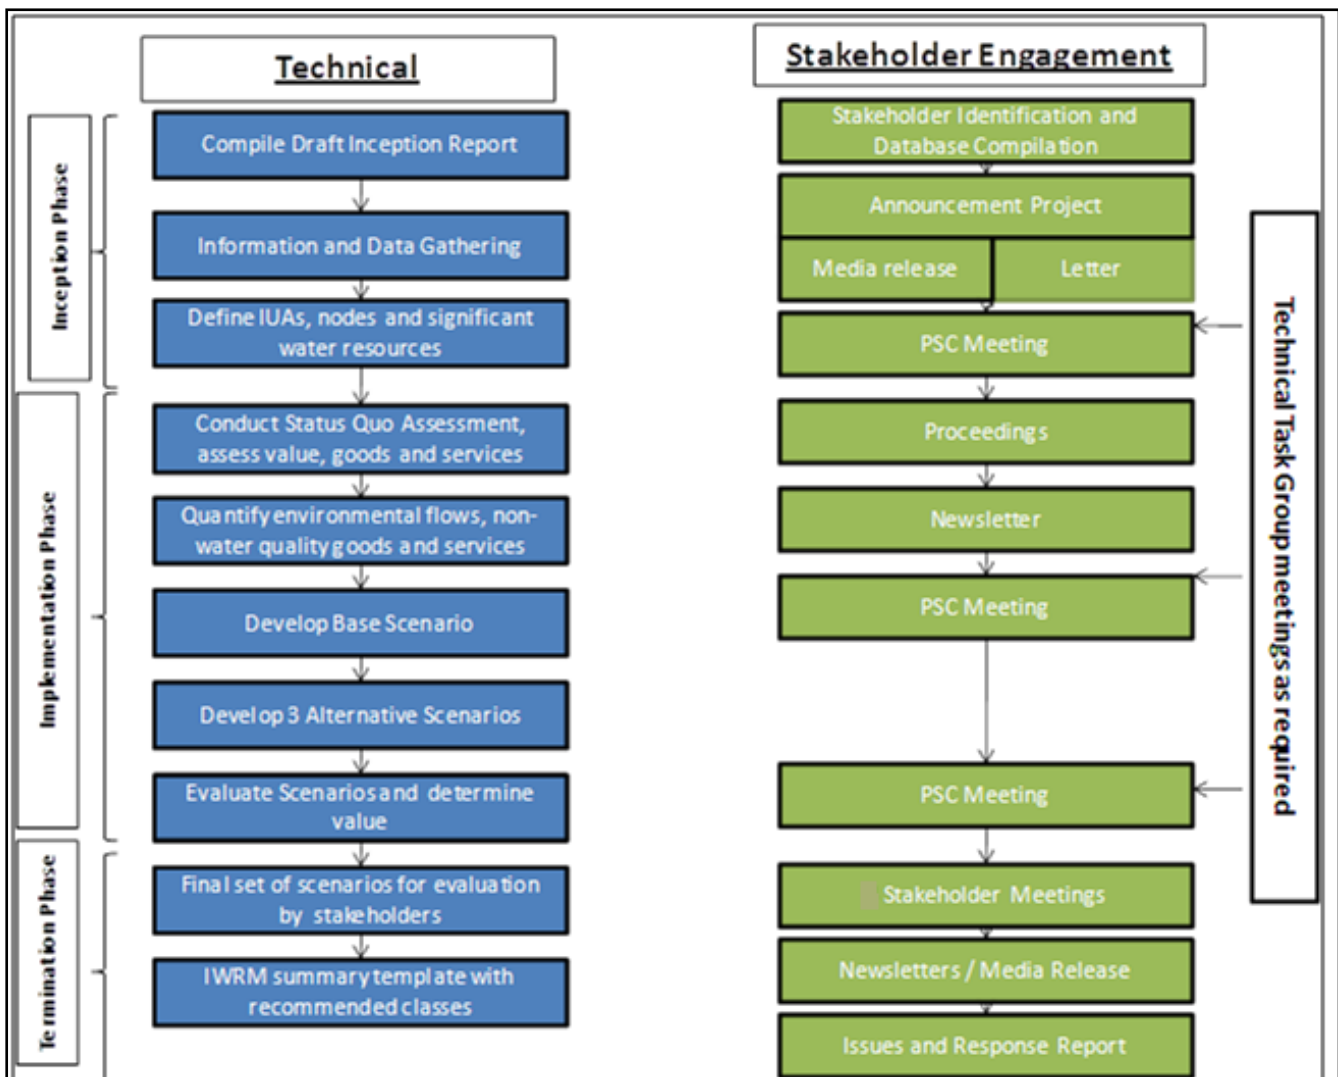 Technical
Stakeholder Engagement
Inception Phase
Compile Draft Inception Report
Information and Data Gathering
Define IUAs, nodes and significant
water resources
Implementation Phase
Conduct Status Quo Assessment,
assess value, goods and services
Quantify environmental flows, non-
water quality goods and services
Develop Base Scenario
Develop 3 Alternative Scenarios
Evaluate Scenarios and determine
value
Termination Phase
Final set of scenarios for evaluation
by stakeholders
IWRM summary template with
recommended classes
Stakeholder Identification and
Database Compilation
Announcement Project
Media release
Letter
PSC Meeting
Proceedings
Newsletter
PSC Meeting
PSC Meeting
Stakeholder Meetings
Newsletters / Media Release
Issues and Response Report
Technical Task Group meetings as required